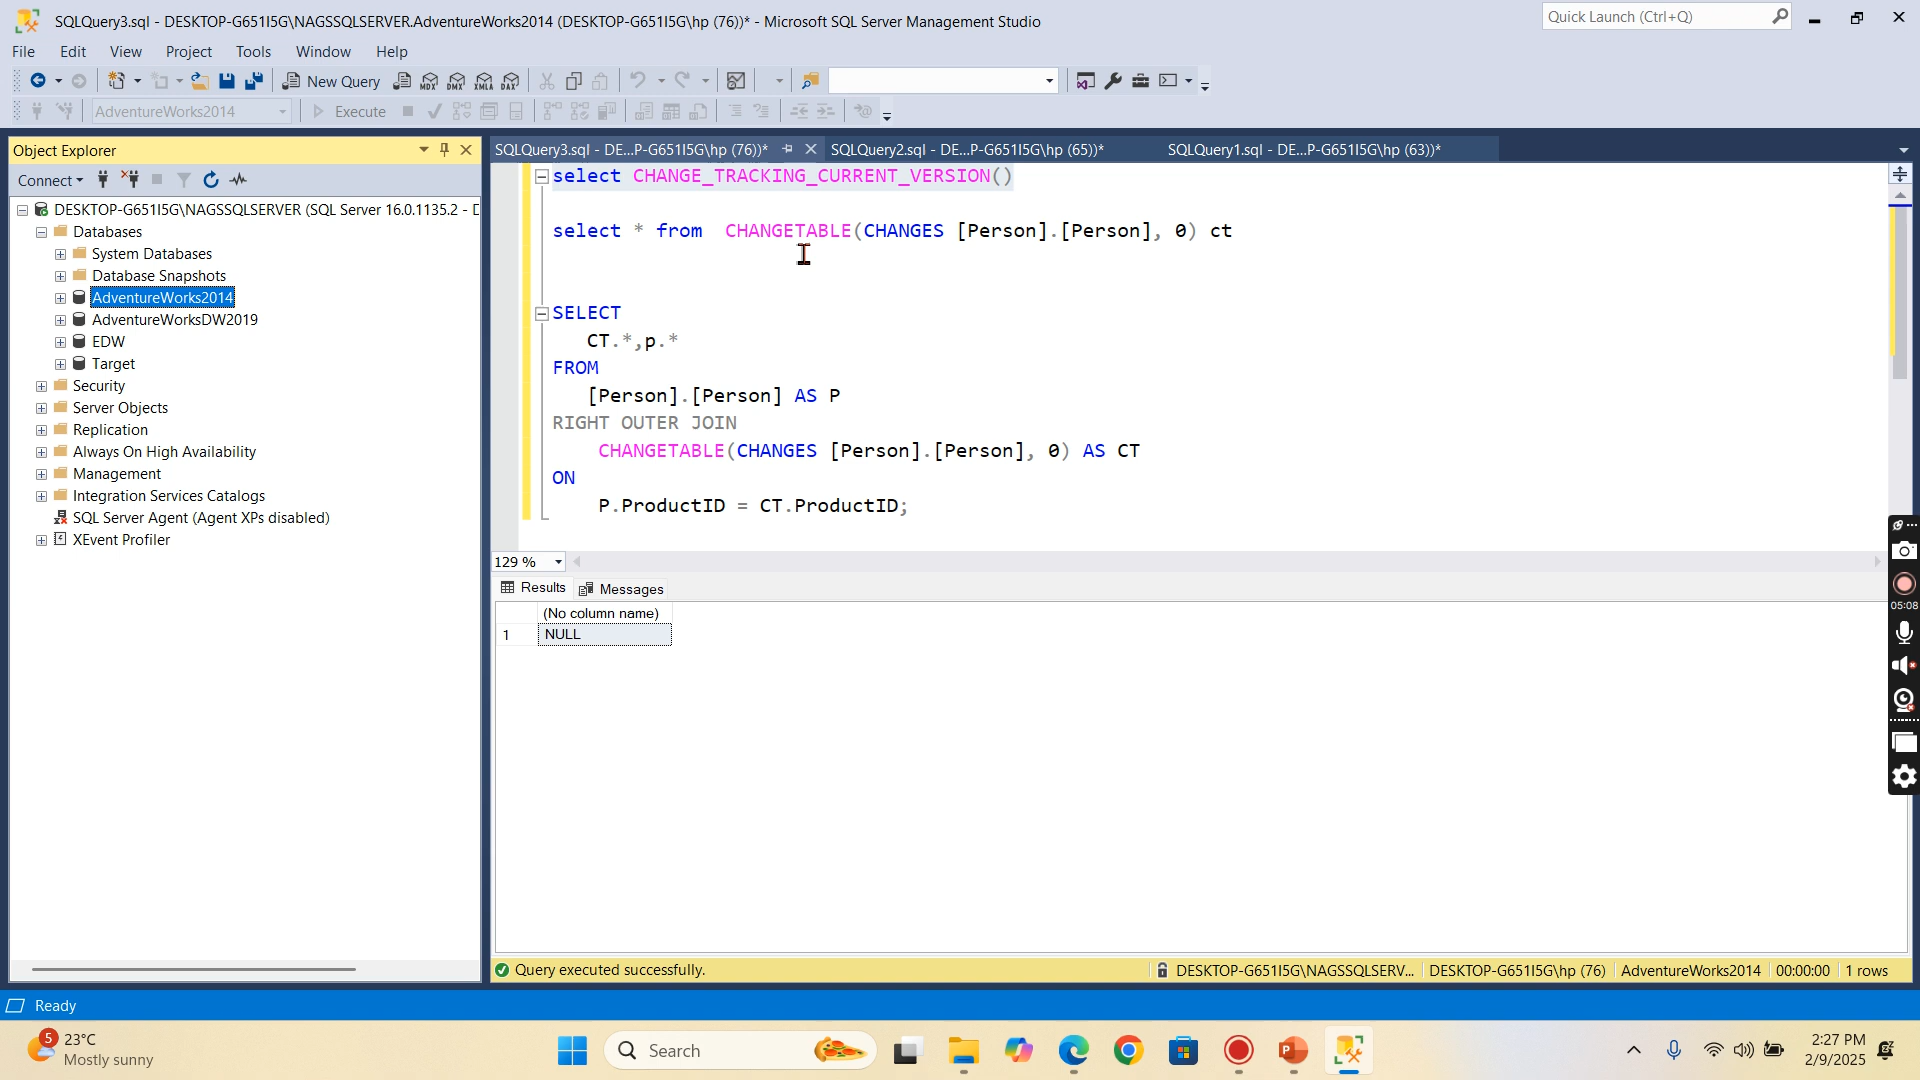 SQLQuery3.sql - DESKTOP-G651I5G\NAGSSQLSERVER.AdventureWorks2014 (DESKTOP-G651I5G\hp (76))* - Microsoft SQL Server Management Studio
Quick Launch (Ctrl+Q)
File Edit View Project Tools Window Help
New Query
MDX DMX XMLA DAX
AdventureWorks2014
Execute
Object Explorer
SQLQuery3.sql - DE...P-G651I5G\hp (76))*
SQLQuery2.sql - DE...P-G651I5G\hp (65))*
SQLQuery1.sql - DE...P-G651I5G\hp (63))*
Connect
DESKTOP-G651I5G\NAGSSQLSERVER (SQL Server 16.0.1135.2 - D
Databases
System Databases
Database Snapshots
AdventureWorks2014
AdventureWorksDW2019
EDW
Target
Security
Server Objects
Replication
Always On High Availability
Management
Integration Services Catalogs
SQL Server Agent (Agent XPs disabled)
XEvent Profiler
select CHANGE_TRACKING_CURRENT_VERSION()
select * from  CHANGETABLE(CHANGES [Person].[Person], 0) ct
SELECT
CT.*,p.*
FROM
[Person].[Person] AS P
RIGHT OUTER JOIN
CHANGETABLE(CHANGES [Person].[Person], 0) AS CT
ON
P.ProductID = CT.ProductID;
129 %
Results
Messages
(No column name)
1 NULL
05:08
Query executed successfully.
DESKTOP-G651I5G\NAGSSQLSERV...
DESKTOP-G651I5G\hp (76)
AdventureWorks2014
00:00:00
1 rows
Ready
5
23°C
Mostly sunny
Search
2:27 PM
2/9/2025